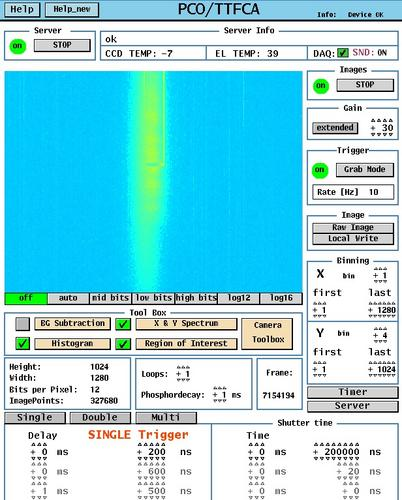 Help Help_new PCO/TTFCA Info: Device OK
Server
on STOP
Server Info
ok
CCD TEMP: -7 EL TEMP: 39 DAQ: SND: ON
Images
on STOP
Gain
extended + 30
Trigger
on Grab Mode
Rate [Hz] 10
Image
Raw Image
Local Write
Binning
X bin + 1
first last
+ 1 + 1280
Y bin + 4
first last
+ 1 + 1024
Timer
Server
off auto mid bits low bits high bits log12 log16
Tool Box
BG Subtraction X & Y Spectrum
Histogram Region of Interest
Camera
Toolbox
Height: 1024
Width: 1280
Bits per Pixel: 12
ImagePoints: 327680
Loops: + 1
Phosphordecay: + 1 ms
Frame:
7154194
Single Double Multi
Shutter time
Delay SINGLE Trigger Time
+ 0 ms + 200 ns + 0 ms + 200000 ns
+ 0 ms + 600 ns + 0 ms + 20 ns
+ 1 ms + 500 ns + 0 ms + 0 ns